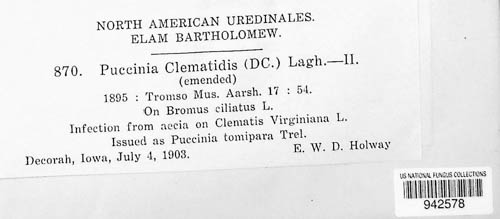 NORTH AMERICAN UREDINALES.
ELAM BARTHOLOMEW.
870. Puccinia Clematidis (DC.) Lagh.—II.
(emended)
1895 : Tromso Mus. Aarsh. 17 : 54.
On Bromus ciliatus L.
Infection from aecia on Clematis Virginiana L.
Issued as Puccinia tomipara Trel.
Decorah, Iowa, July 4, 1903. E. W. D. Holway
US NATIONAL FUNGUS COLLECTIONS
942578